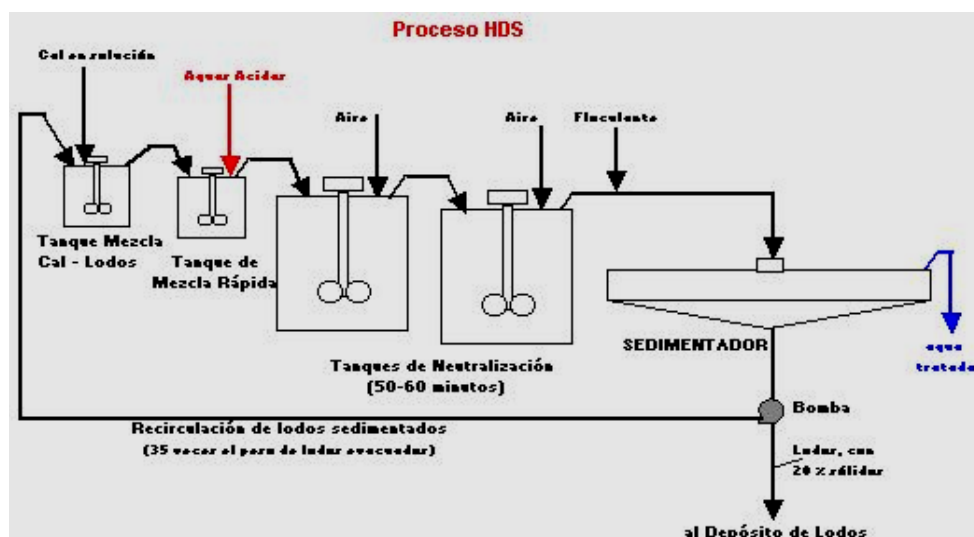 Proceso HDS
Cal en solución
Aguas Acidas
Aire
Aire
Floculante
Tanque Mezcla
Cal - Lodos
Tanque de
Mezcla Rápida
Tanques de Neutralización
(50-60 minutos)
SEDIMENTADOR
agua
tratada
Bomba
Recirculación de lodos sedimentados
(35 veces el peso de lodos evacuados)
Lodos, con
20 % sólidos
al Depósito de Lodos